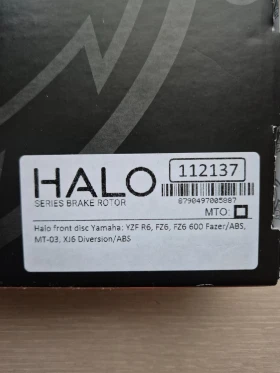 HALO
SERIES BRAKE ROTOR
112137
8790497005887
MTO:
Halo front disc Yamaha: YZF R6, FZ6, FZ6 600 Fazer/ABS,
MT-03, XJ6 Diversion/ABS